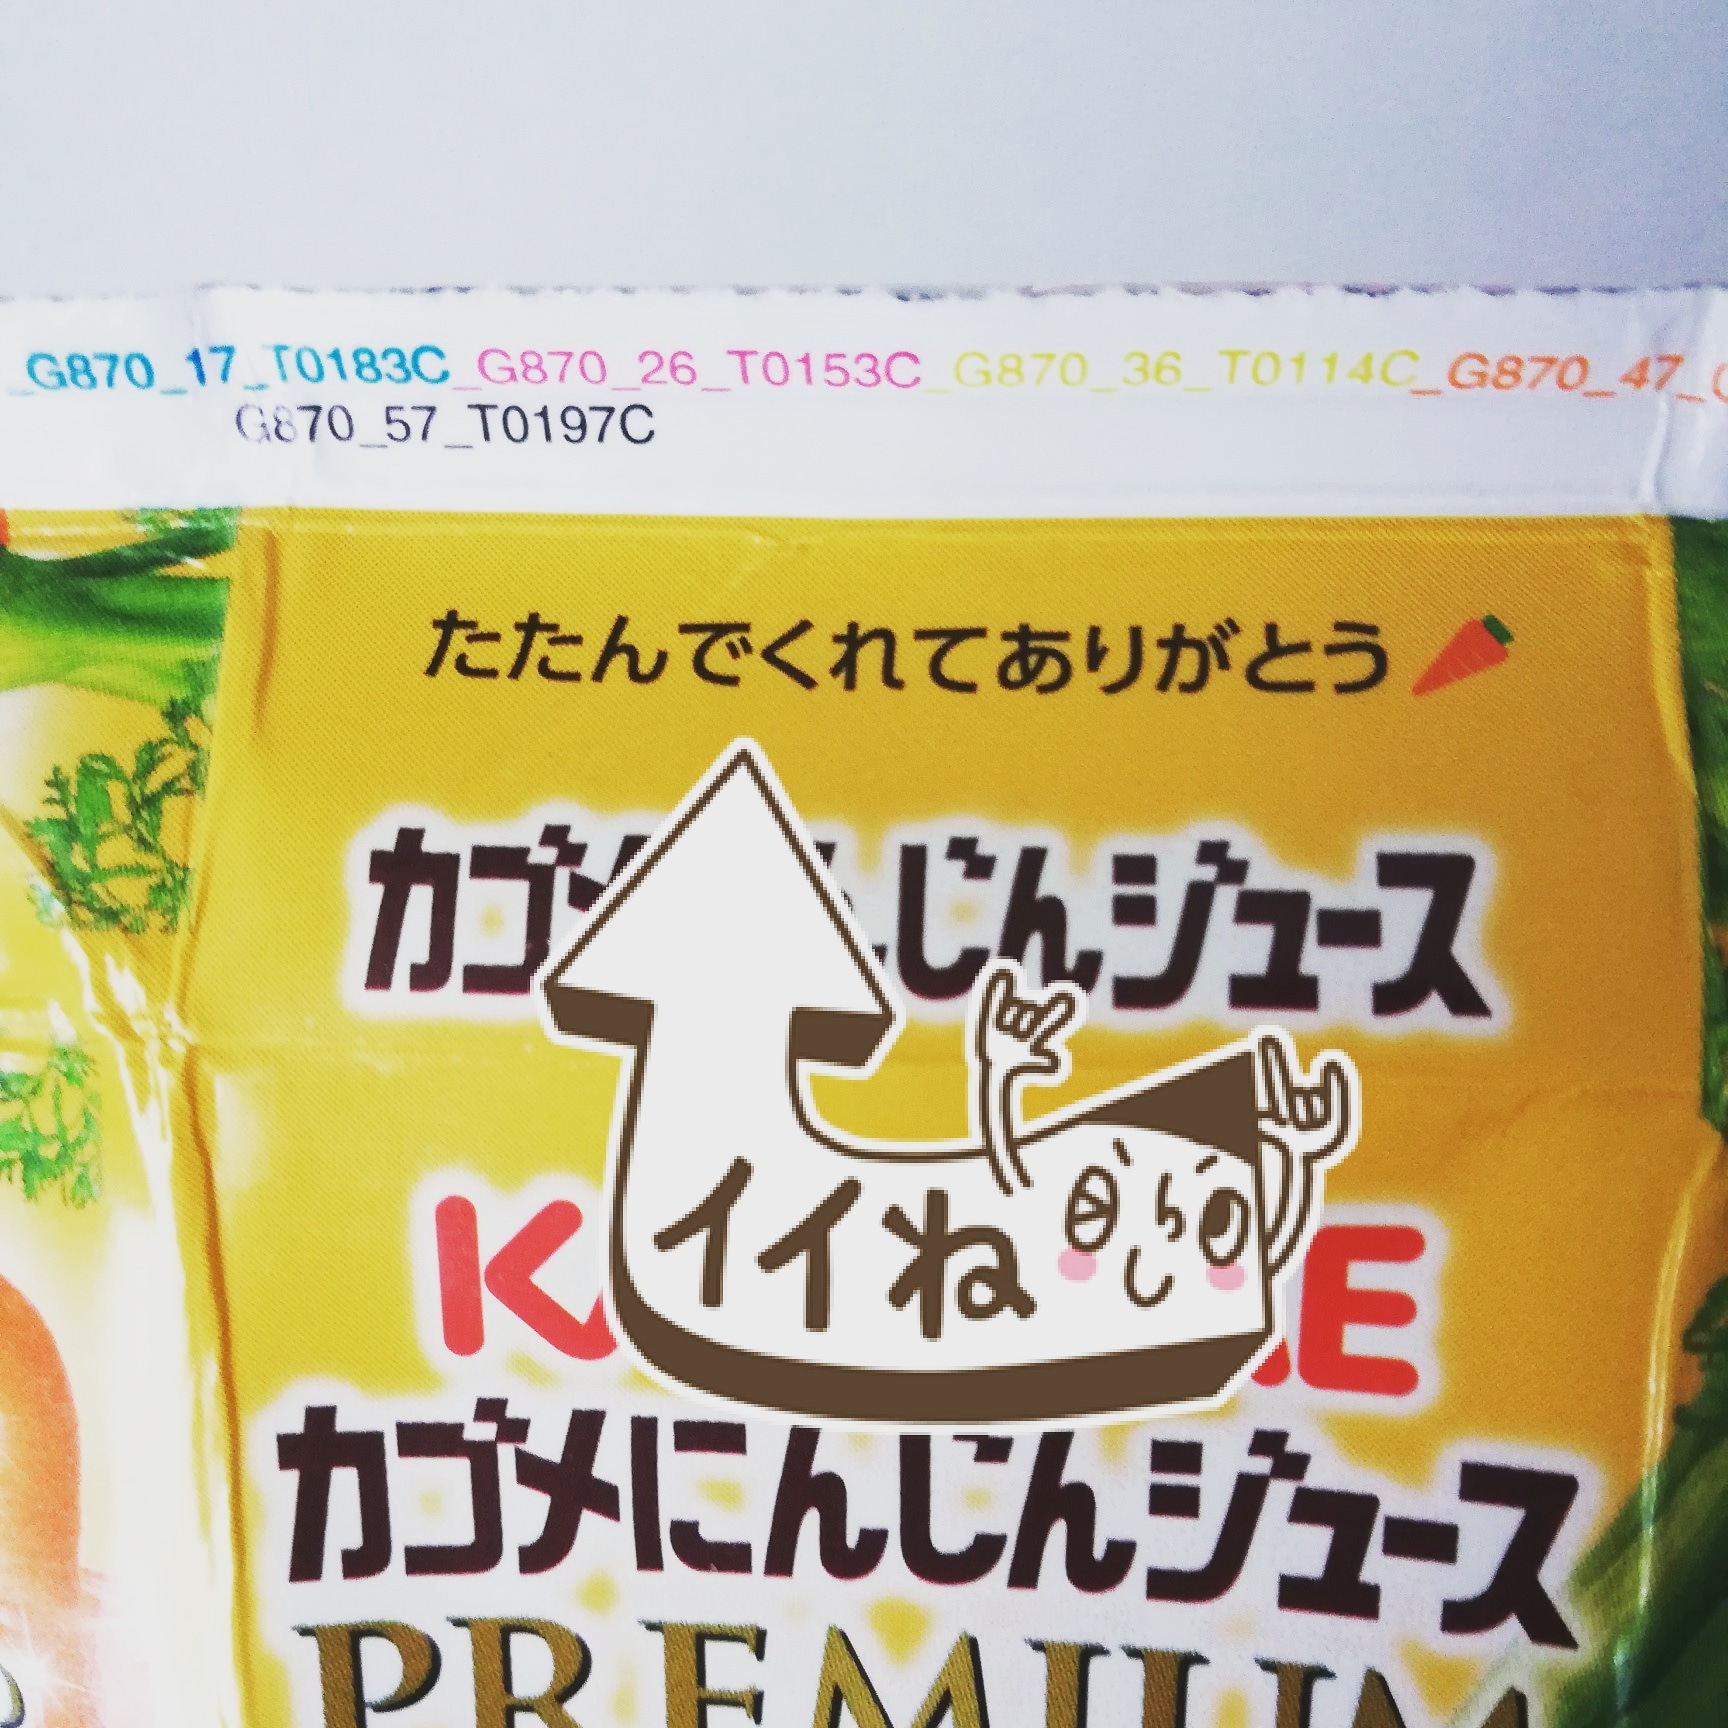 _G870_17_T0183C_G870_26_T0153C_G870_36_T0114C_G870_47_
G870_57_T0197C
たたんでくれてありがとう
カゴメにんじんジュース
イイね
カゴメにんじんジュース
PREMIUM